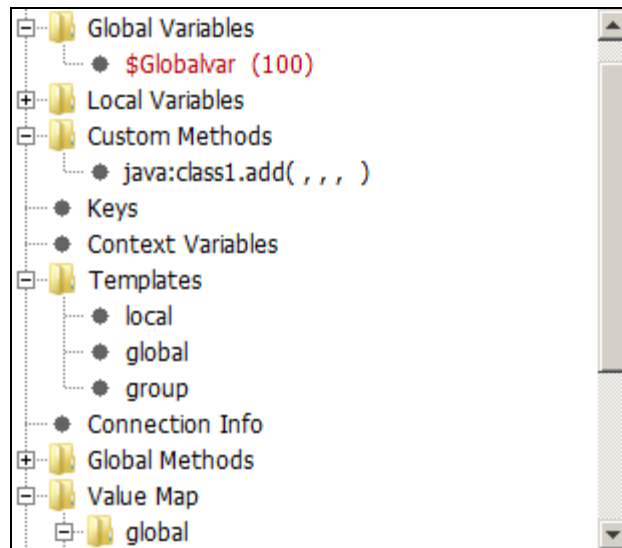 Global Variables
$Globalvar (100)
Local Variables
Custom Methods
java:class1.add( , , , )
Keys
Context Variables
Templates
local
global
group
Connection Info
Global Methods
Value Map
global